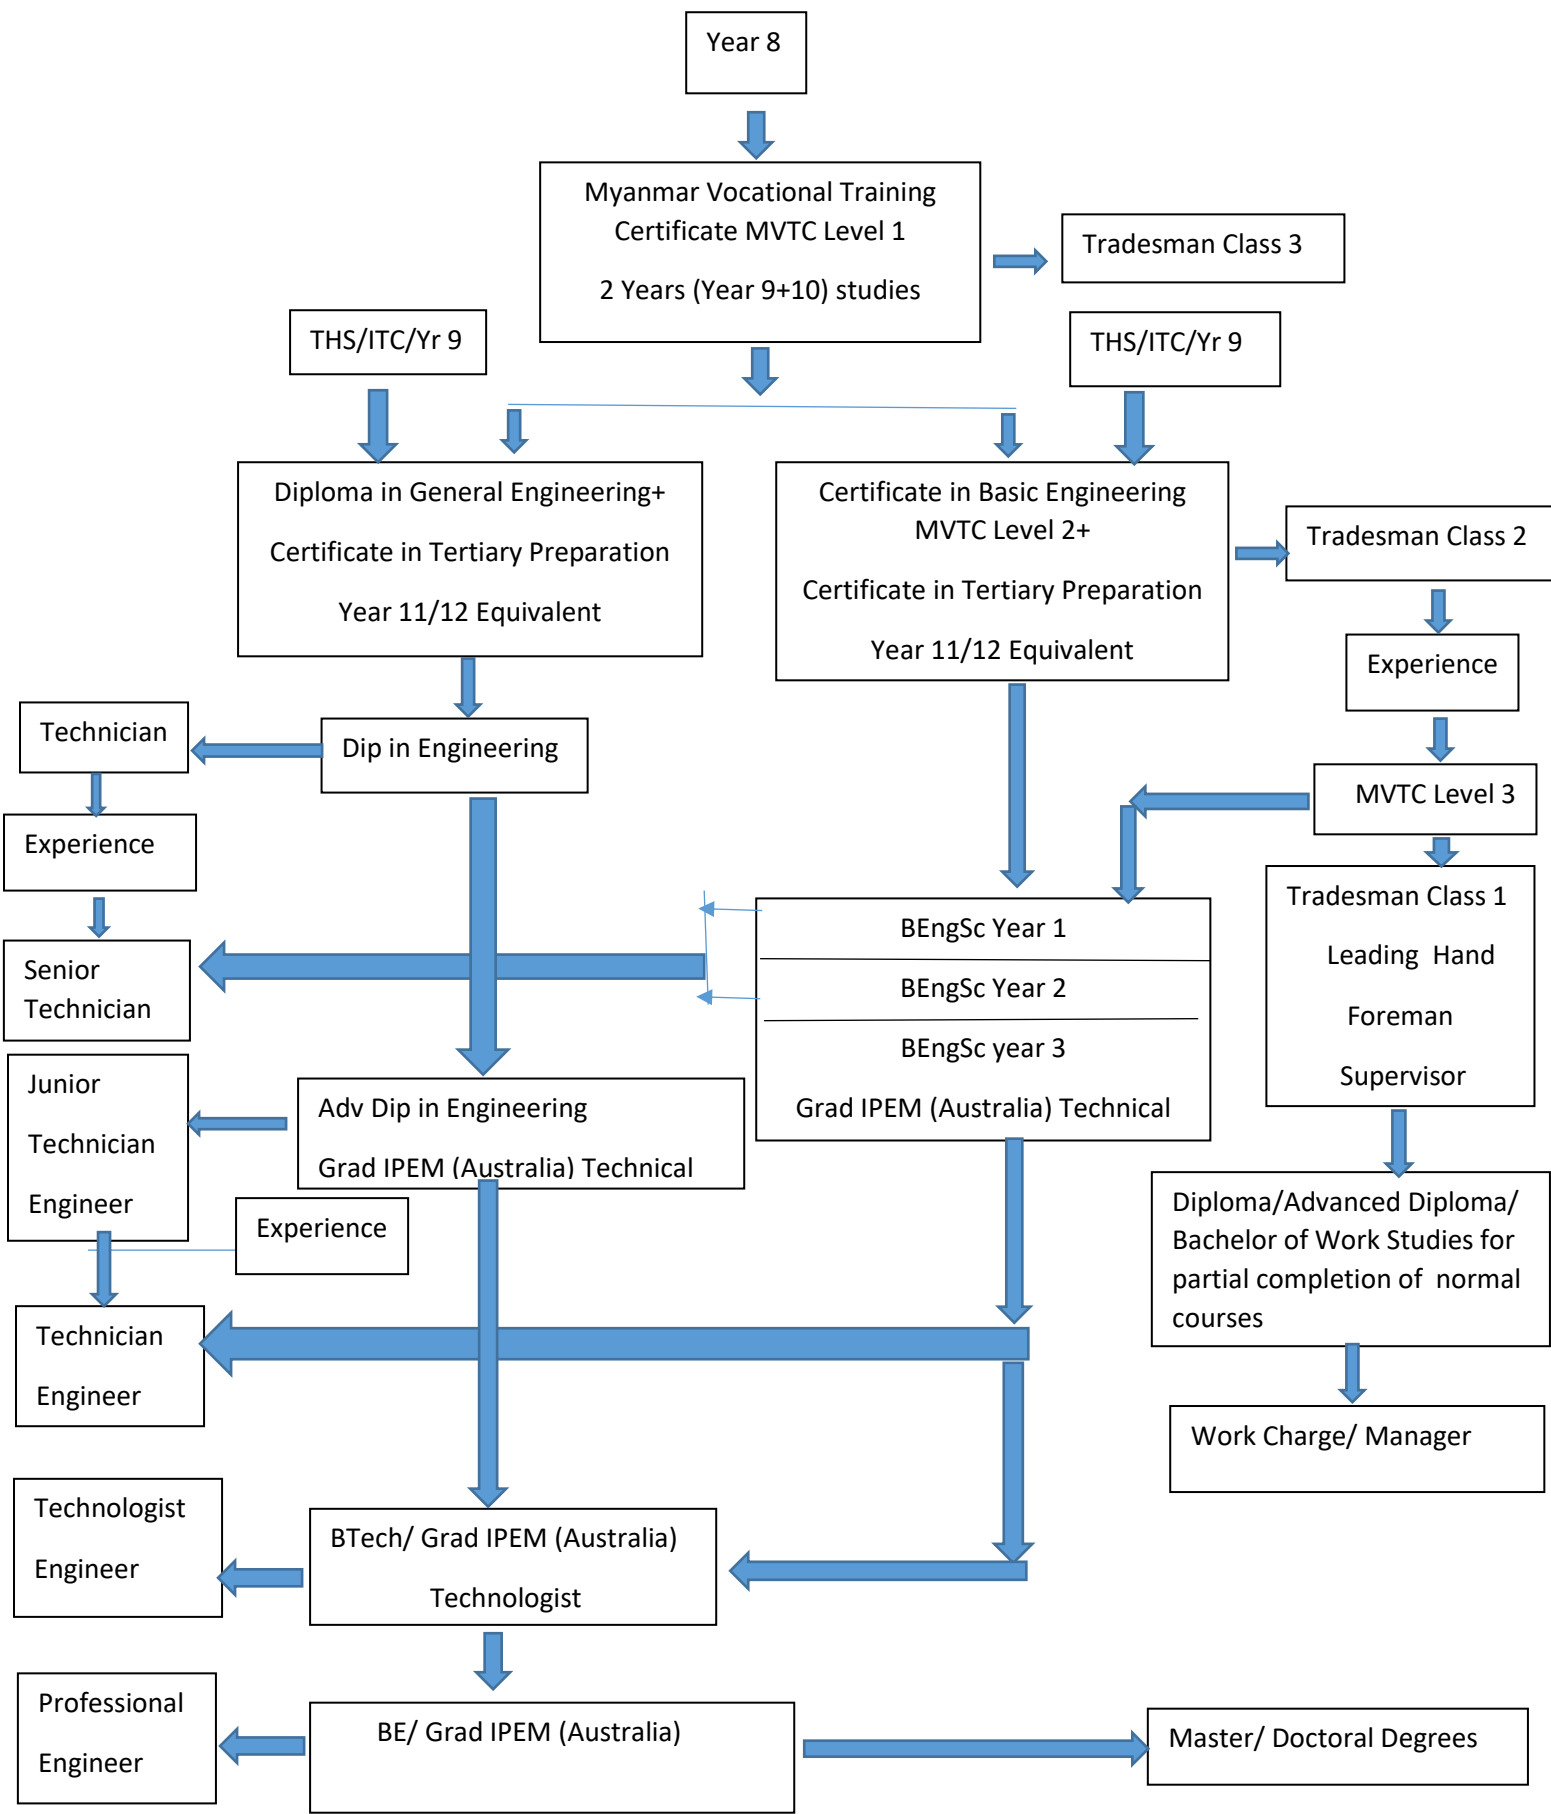 Year 8
Myanmar Vocational Training
Certificate MVTC Level 1
2 Years (Year 9+10) studies
Tradesman Class 3
THS/ITC/Yr 9
THS/ITC/Yr 9
Diploma in General Engineering+
Certificate in Tertiary Preparation
Year 11/12 Equivalent
Certificate in Basic Engineering
MVTC Level 2+
Certificate in Tertiary Preparation
Year 11/12 Equivalent
Tradesman Class 2
Experience
Technician
Dip in Engineering
MVTC Level 3
Experience
Tradesman Class 1
Leading  Hand
Foreman
Supervisor
BEngSc Year 1
BEngSc Year 2
BEngSc year 3
Grad IPEM (Australia) Technical
Senior
Technician
Junior
Technician
Engineer
Adv Dip in Engineering
Grad IPEM (Australia) Technical
Experience
Diploma/Advanced Diploma/
Bachelor of Work Studies for
partial completion of  normal
courses
Technician
Engineer
Work Charge/ Manager
Technologist
Engineer
BTech/ Grad IPEM (Australia)
Technologist
Professional
Engineer
BE/ Grad IPEM (Australia)
Master/ Doctoral Degrees